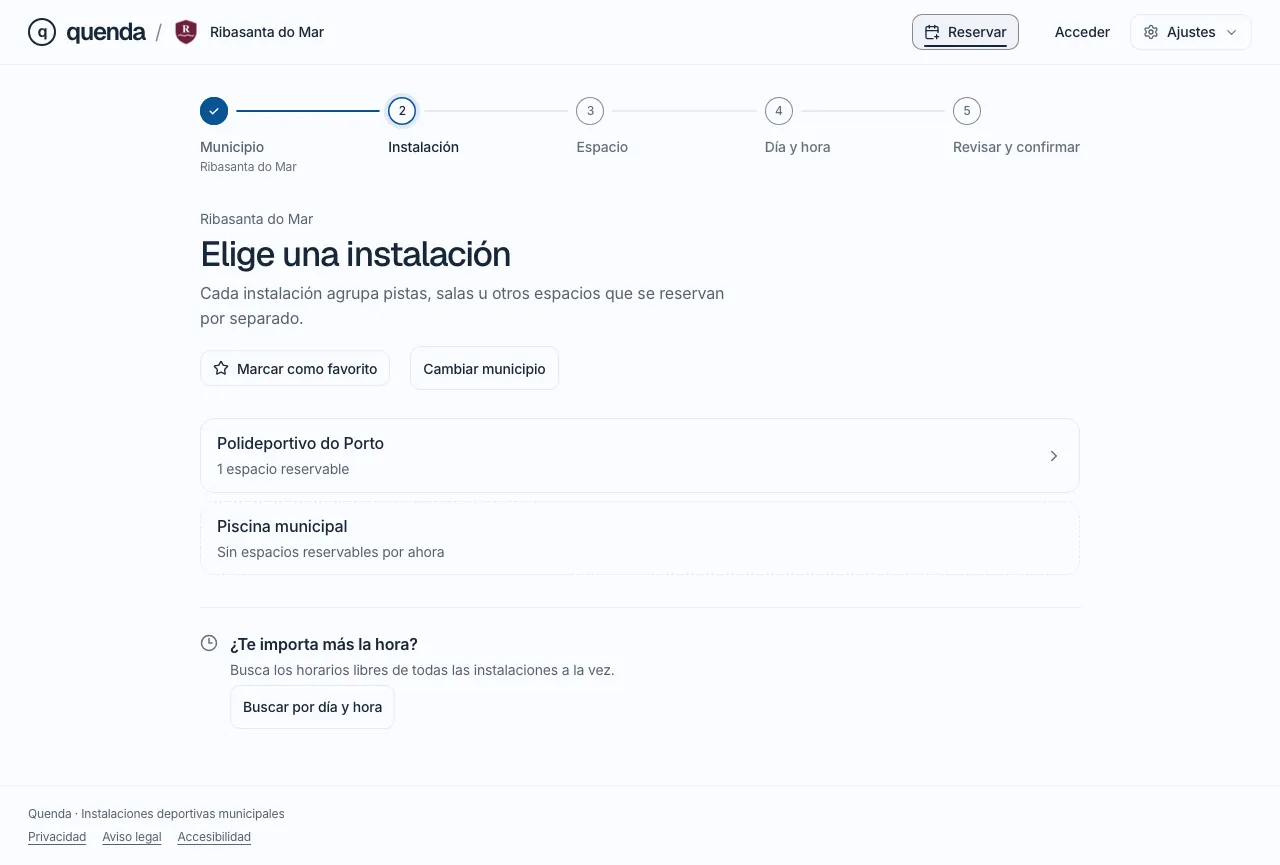 q quenda / R Ribasanta do Mar
Reservar
Acceder
Ajustes
2
3
4
5
Municipio
Instalación
Espacio
Día y hora
Revisar y confirmar
Ribasanta do Mar
Ribasanta do Mar
Elige una instalación
Cada instalación agrupa pistas, salas u otros espacios que se reservan
por separado.
Marcar como favorito
Cambiar municipio
Polideportivo do Porto
1 espacio reservable
Piscina municipal
Sin espacios reservables por ahora
¿Te importa más la hora?
Busca los horarios libres de todas las instalaciones a la vez.
Buscar por día y hora
Quenda · Instalaciones deportivas municipales
Privacidad
Aviso legal
Accesibilidad